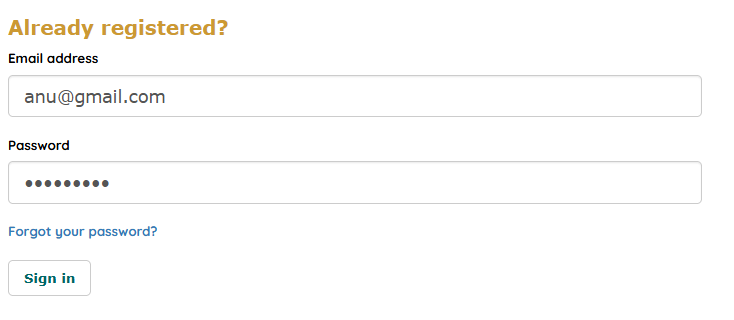 Already registered?
Email address
anu@gmail.com
Password
•••••••••
Forgot your password?
Sign in